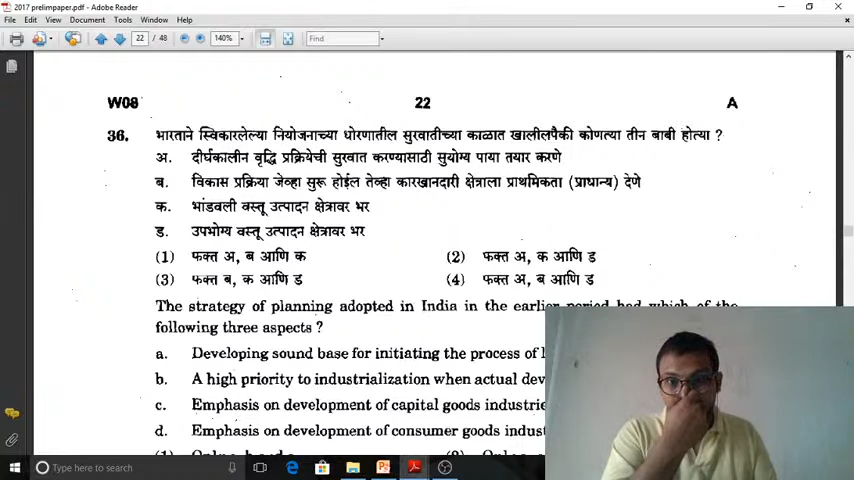 2017 prelimpaper.pdf - Adobe Reader
File Edit View Document Tools Window Help
22 / 48 140% Find
W08 22 A
36. भारताने स्विकारलेल्या नियोजनाच्या धोरणातील सुरवातीच्या काळात खालीलपैकी कोणत्या तीन बाबी होत्या ?
अ. दीर्घकालीन वृद्धि प्रक्रियेची सुरवात करण्यासाठी सुयोग्य पाया तयार करणे
ब. विकास प्रक्रिया जेव्हा सुरू होईल तेव्हा कारखानदारी क्षेत्राला प्राथमिकता (प्राधान्य) देणे
क. भांडवली वस्तू उत्पादन क्षेत्रावर भर
ड. उपभोग्य वस्तू उत्पादन क्षेत्रावर भर
(1) फक्त अ, ब आणि क (2) फक्त अ, क आणि ड
(3) फक्त ब, क आणि ड (4) फक्त अ, ब आणि ड
The strategy of planning adopted in India in the earlier period had which of the
following three aspects ?
a. Developing sound base for initiating the process of
b. A high priority to industrialization when actual
c. Emphasis on development of capital goods
d. Emphasis on development of consumer goods
Type here to search